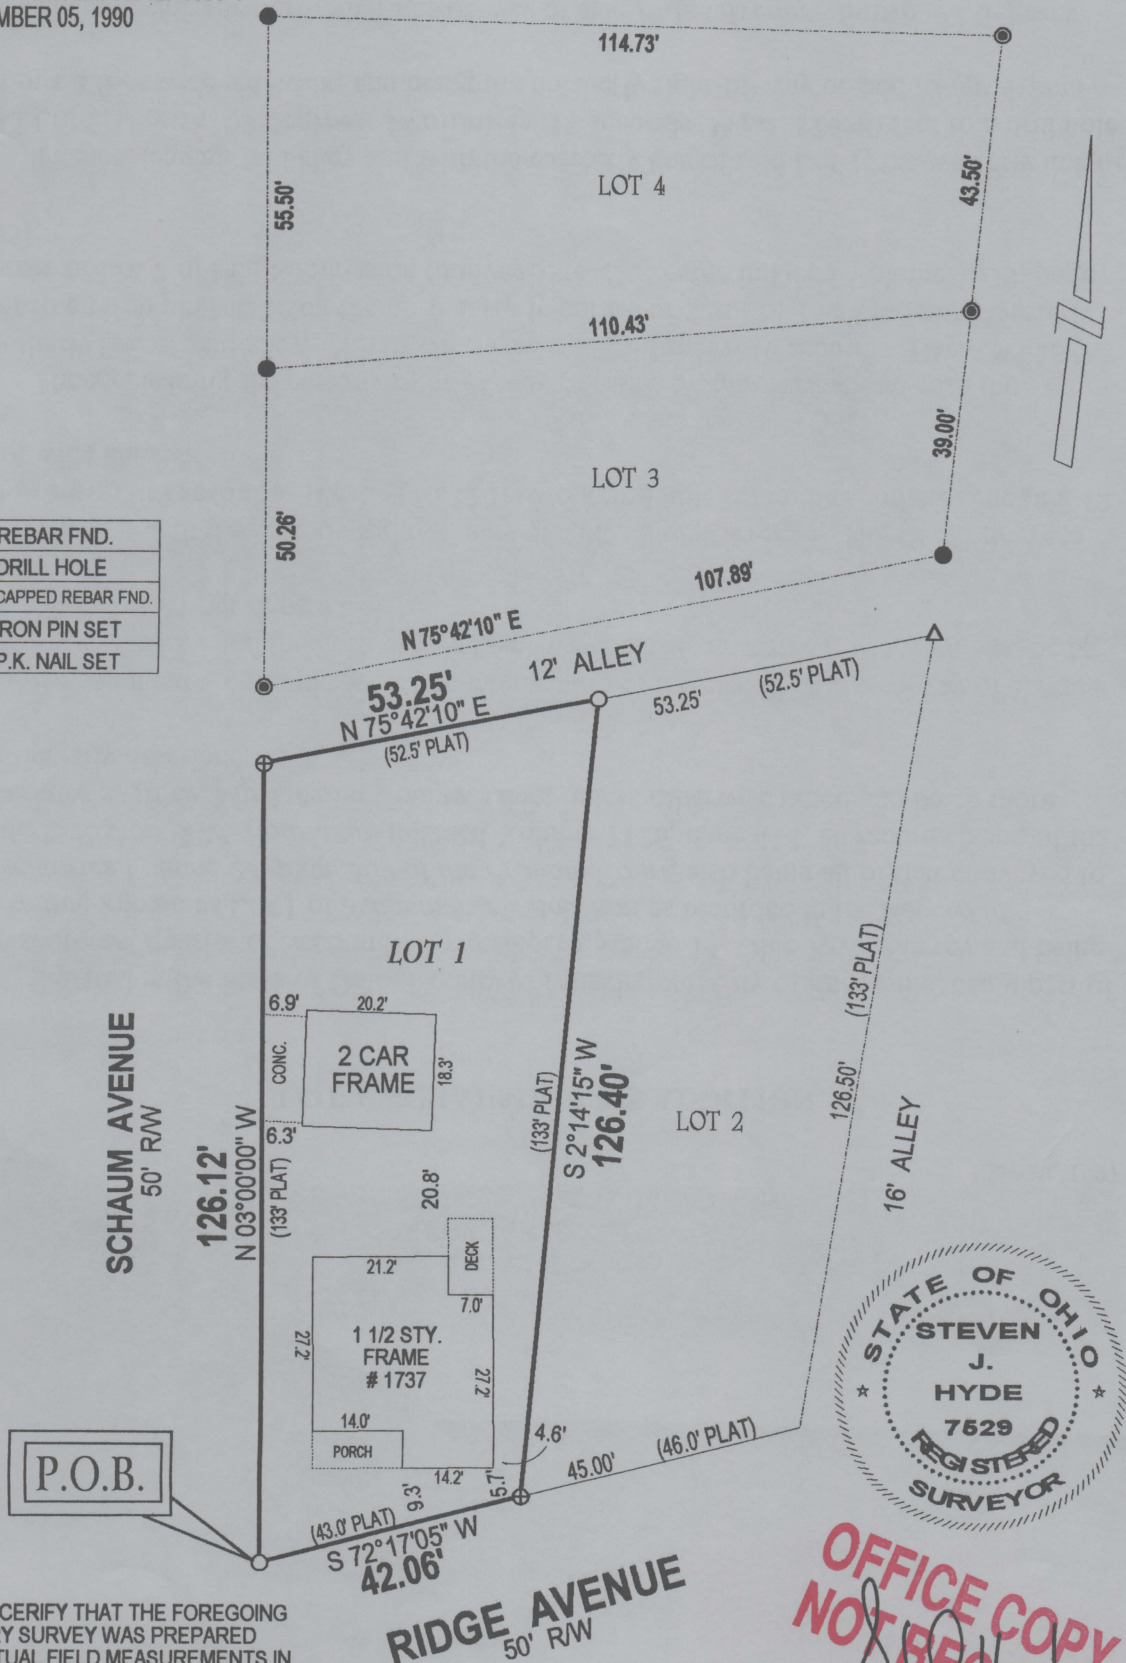 MBER 05, 1990
114.73'
LOT 4
55.50'
43.50'
110.43'
LOT 3
39.00'
50.26'
REBAR FND.
DRILL HOLE
CAPPED REBAR FND.
IRON PIN SET
P.K. NAIL SET
107.89'
N 75°42'10" E
12' ALLEY
53.25'
N 75°42'10" E
(52.5' PLAT)
53.25'
(52.5' PLAT)
LOT 1
6.9'
20.2'
CONC.
2 CAR
FRAME
18.3'
6.3'
SCHAUM AVENUE
50' R/W
126.12'
N 03°00'00" W
(133' PLAT)
(133' PLAT)
S 2°14'15" W
126.40'
LOT 2
(133' PLAT)
126.50'
16' ALLEY
20.8'
DECK
21.2'
7.0'
27.2'
1 1/2 STY.
FRAME
# 1737
27.2'
14.0'
PORCH
14.2'
4.6'
5.7'
9.3'
45.00'
(46.0' PLAT)
P.O.B.
(43.0' PLAT)
S 72°17'05" W
42.06'
RIDGE AVENUE
50' R/W
STATE OF OHIO
STEVEN
J.
HYDE
7529
REGISTERED
SURVEYOR
OFFICE COPY
NOT
CERIFY THAT THE FOREGOING
RY SURVEY WAS PREPARED
TUAL FIELD MEASUREMENTS IN